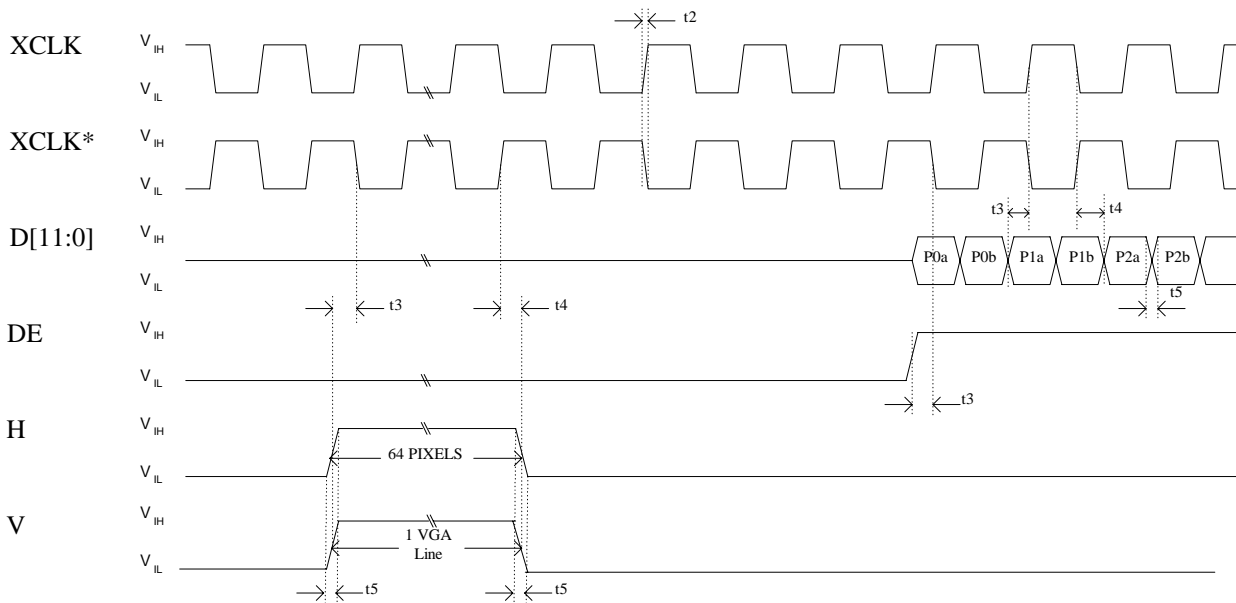 t2
XCLK V IH
V IL
XCLK* V IH
V IL
t3 t4
D[11:0] V IH
P0a P0b P1a P1b P2a P2b
V IL
t5
t3 t4
DE V IH
V IL
t3
H V IH
64 PIXELS
V IL
V V IH
1 VGA
Line
V IL
t5 t5